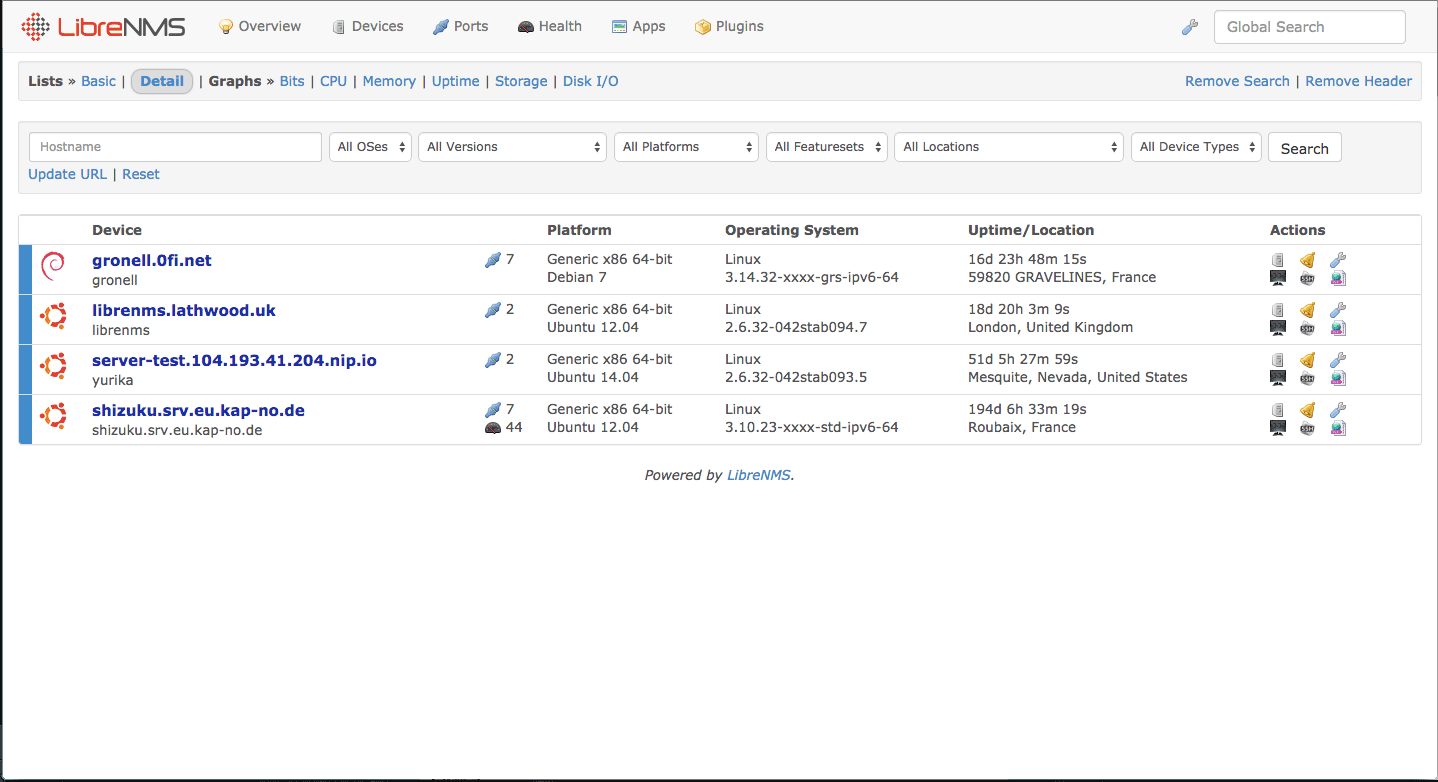 LibreNMS Overview Devices Ports Health Apps Plugins Global Search
Lists » Basic | Detail | Graphs » Bits | CPU | Memory | Uptime | Storage | Disk I/O Remove Search | Remove Header
Hostname All OSes All Versions All Platforms All Featuresets All Locations All Device Types Search
Update URL | Reset
Device Platform Operating System Uptime/Location Actions
gronell.0fi.net 7 Generic x86 64-bit Linux 16d 23h 48m 15s
gronell Debian 7 3.14.32-xxxx-grs-ipv6-64 59820 GRAVELINES, France SSH
librenms.lathwood.uk 2 Generic x86 64-bit Linux 18d 20h 3m 9s
librenms Ubuntu 12.04 2.6.32-042stab094.7 London, United Kingdom SSH
server-test.104.193.41.204.nip.io 2 Generic x86 64-bit Linux 51d 5h 27m 59s
yurika Ubuntu 14.04 2.6.32-042stab093.5 Mesquite, Nevada, United States SSH
shizuku.srv.eu.kap-no.de 7 Generic x86 64-bit Linux 194d 6h 33m 19s
shizuku.srv.eu.kap-no.de 44 Ubuntu 12.04 3.10.23-xxxx-std-ipv6-64 Roubaix, France SSH
Powered by LibreNMS.